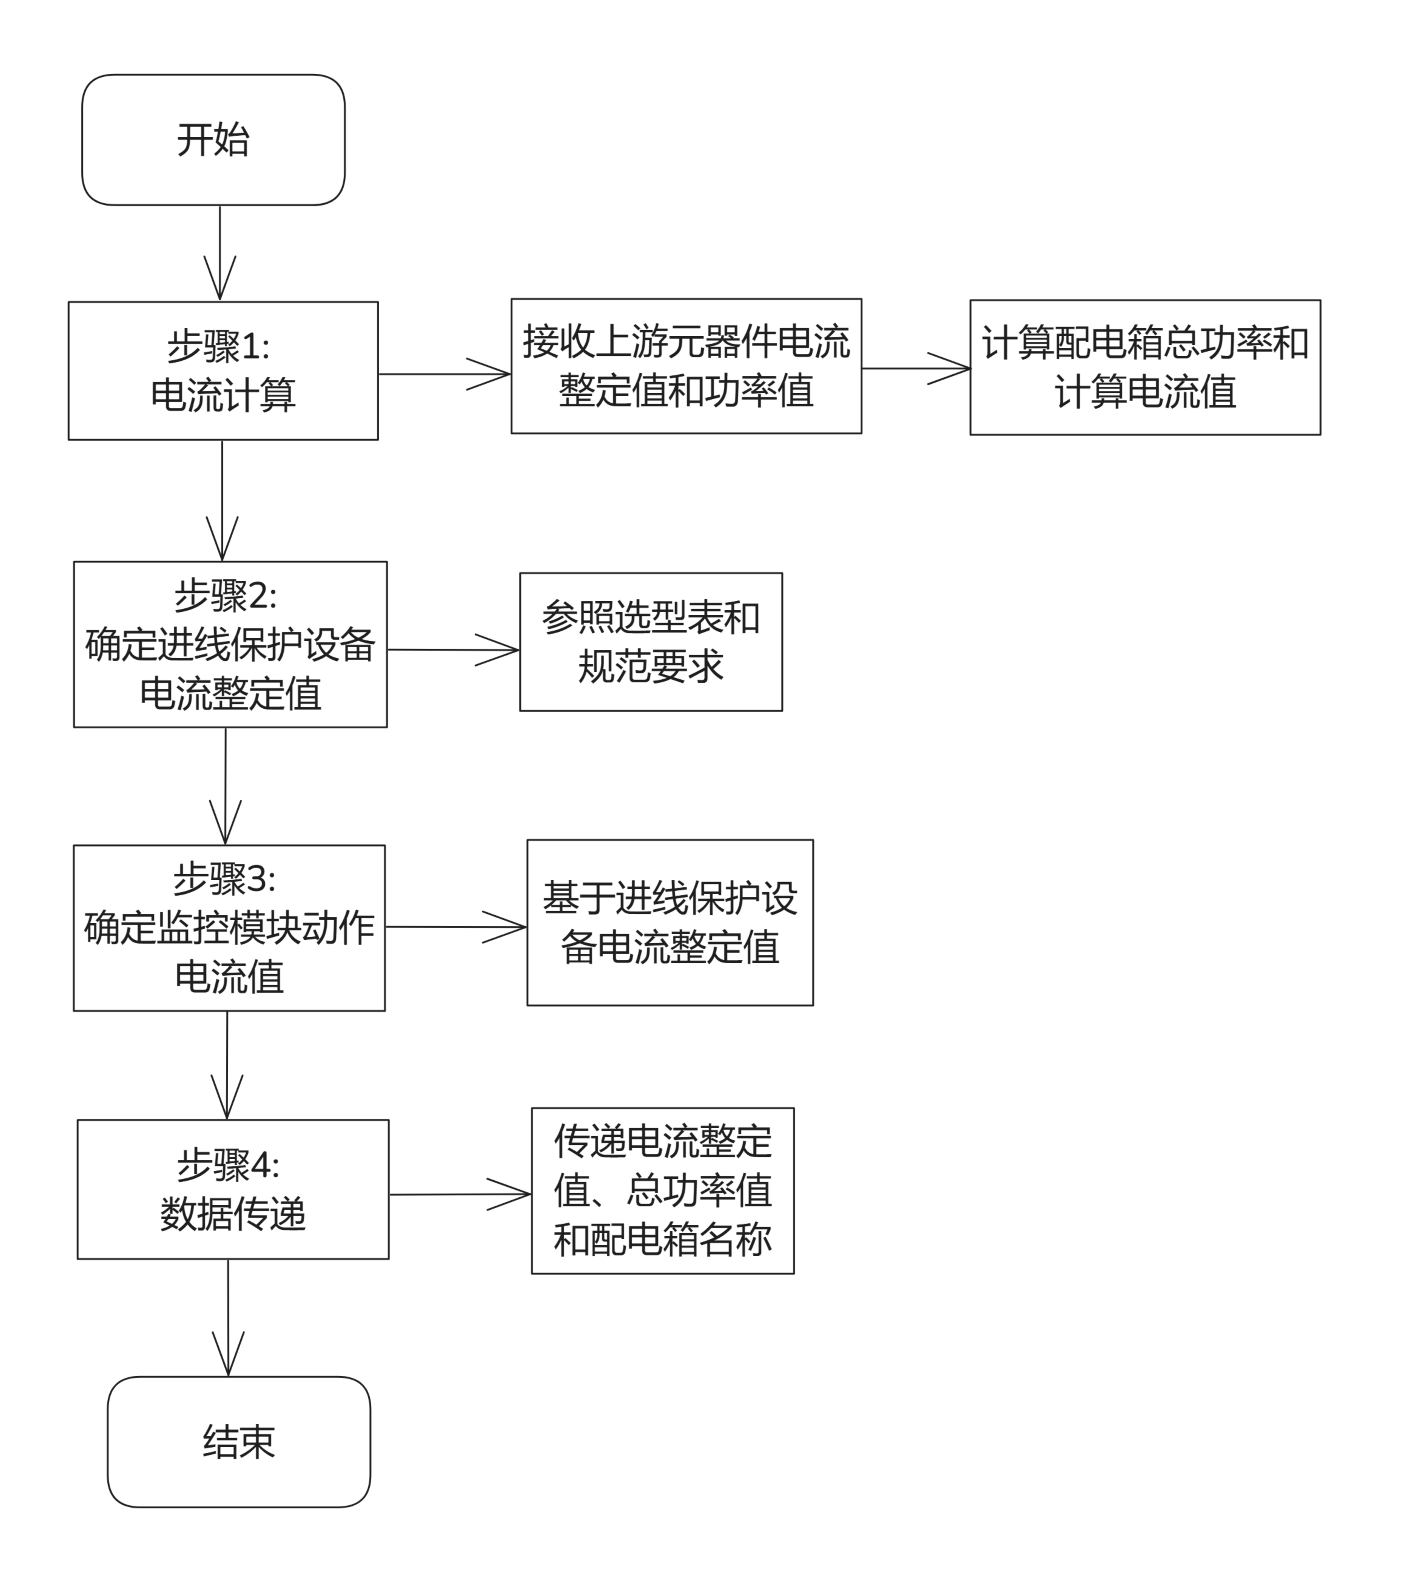 开始
步骤1:
电流计算
接收上游元器件电流
整定值和功率值
计算配电箱总功率和
计算电流值
步骤2:
确定进线保护设备
电流整定值
参照选型表和
规范要求
步骤3:
确定监控模块动作
电流值
基于进线保护设
备电流整定值
步骤4:
数据传递
传递电流整定
值、总功率值
和配电箱名称
结束